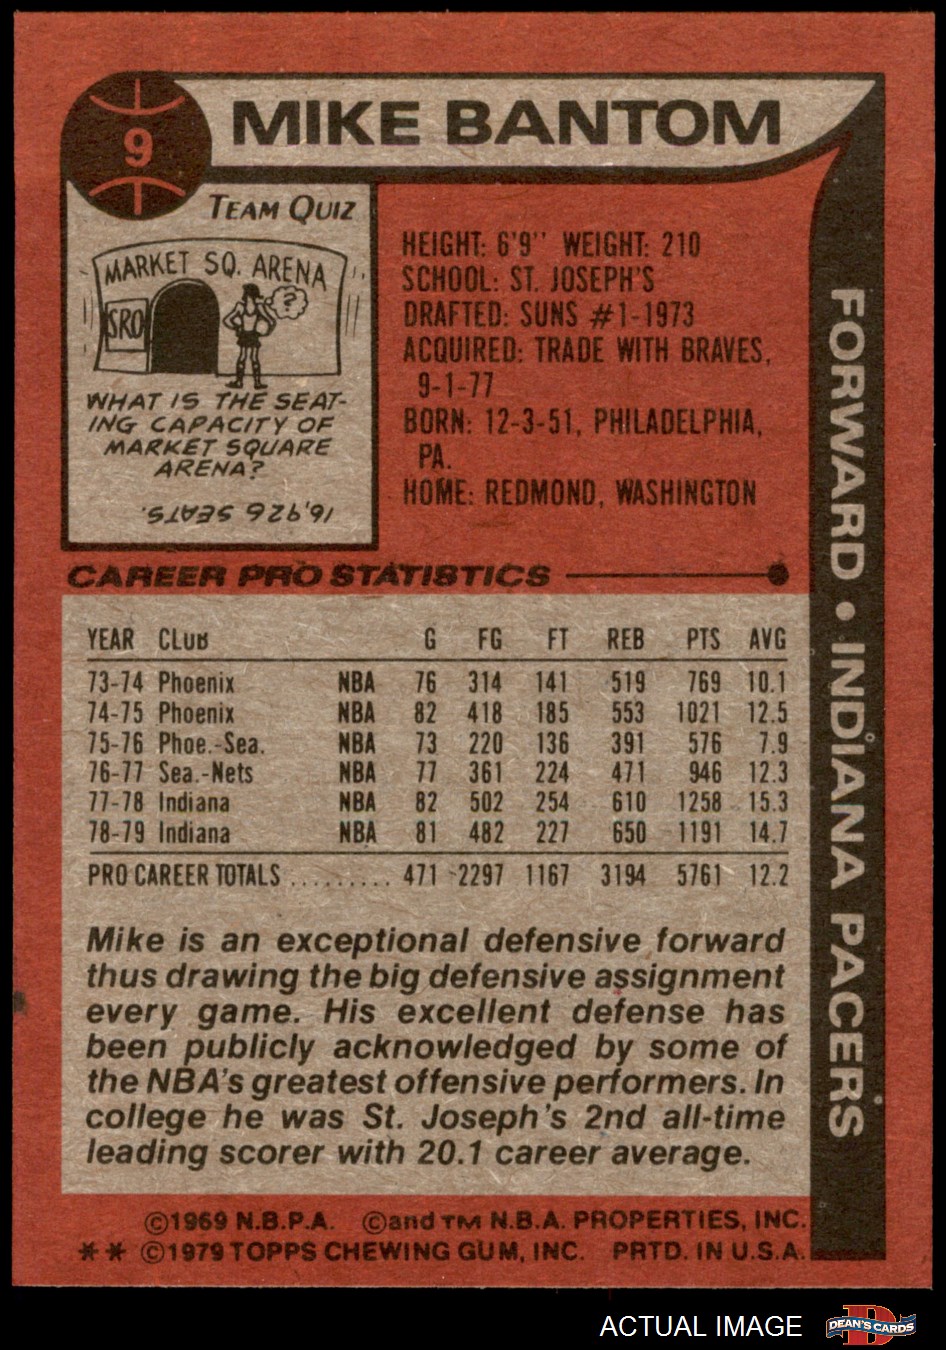 9
MIKE BANTOM
TEAM QUIZ
MARKET SQ. ARENA
SRO
?
WHAT IS THE SEAT-
ING CAPACITY OF
MARKET SQUARE
ARENA?
16,926 SEATS.
HEIGHT: 6'9'' WEIGHT: 210
SCHOOL: ST. JOSEPH'S
DRAFTED: SUNS #1-1973
ACQUIRED: TRADE WITH BRAVES,
9-1-77
BORN: 12-3-51, PHILADELPHIA,
PA.
HOME: REDMOND, WASHINGTON
FORWARD • INDIANA PACERS
CAREER PRO STATISTICS
YEAR CLUB G FG FT REB PTS AVG
73-74 Phoenix NBA 76 314 141 519 769 10.1
74-75 Phoenix NBA 82 418 185 553 1021 12.5
75-76 Phoe.-Sea. NBA 73 220 136 391 576 7.9
76-77 Sea.-Nets NBA 77 361 224 471 946 12.3
77-78 Indiana NBA 82 502 254 610 1258 15.3
78-79 Indiana NBA 81 482 227 650 1191 14.7
PRO CAREER TOTALS ......... 471 2297 1167 3194 5761 12.2
Mike is an exceptional defensive forward
thus drawing the big defensive assignment
every game. His excellent defense has
been publicly acknowledged by some of
the NBA's greatest offensive performers. In
college he was St. Joseph's 2nd all-time
leading scorer with 20.1 career average.
©1969 N.B.P.A. ©and TM N.B.A. PROPERTIES, INC.
** ©1979 TOPPS CHEWING GUM, INC. PRTD. IN U.S.A.
ACTUAL IMAGE
D
DEAN'S CARDS